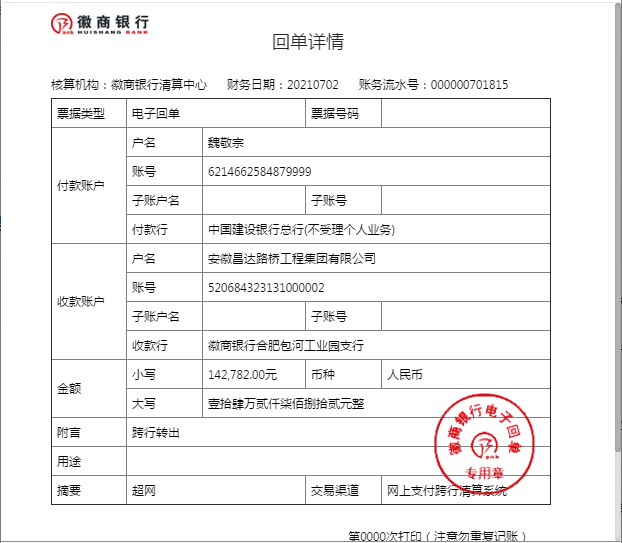 徽商银行
HUISHANG BANK
回单详情
核算机构：徽商银行清算中心 财务日期：20210702 账务流水号：000000701815
票据类型 电子回单 票据号码
付款账户
户名 魏敬宗
账号 6214662584879999
子账户名 子账号
付款行 中国建设银行总行(不受理个人业务)
收款账户
户名 安徽昌达路桥工程集团有限公司
账号 520684323131000002
子账户名 子账号
收款行 徽商银行合肥包河工业园支行
金额
小写 142,782.00元 币种 人民币
大写 壹拾肆万贰仟柒佰捌拾贰元整
附言 跨行转出
用途
摘要 超网 交易渠道 网上支付跨行清算系统
徽商银行电子回单
专用章
第0000次打印（注意勿重复记账）